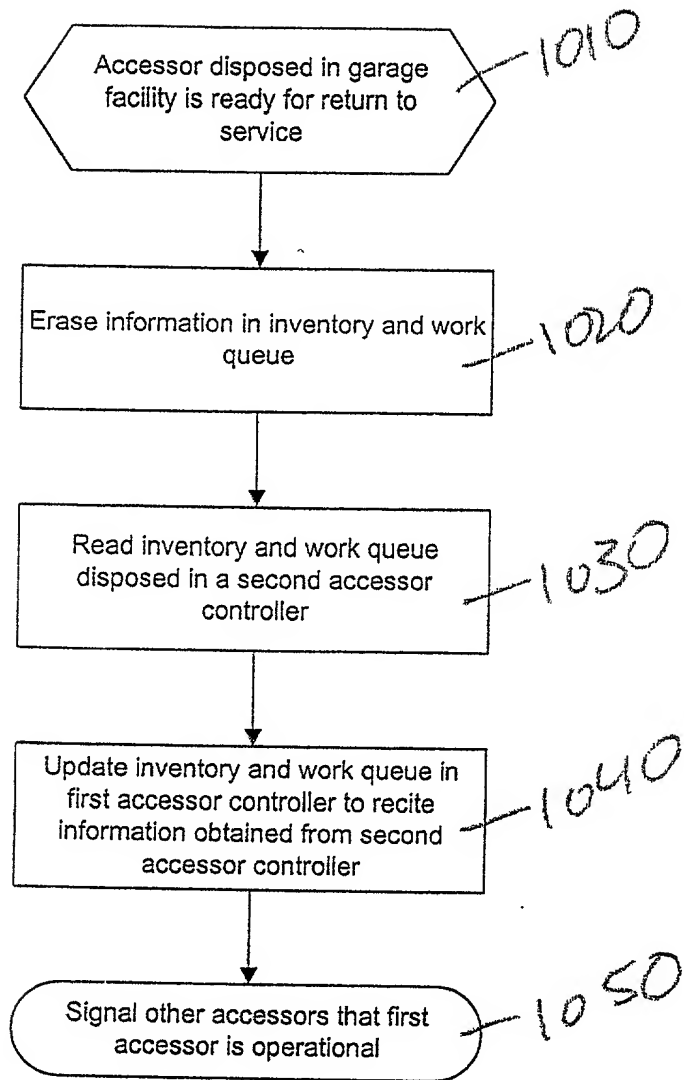 Accessor disposed in garage
facility is ready for return to
service
1010
Erase information in inventory and work
queue
1020
Read inventory and work queue
disposed in a second accessor
controller
1030
Update inventory and work queue in
first accessor controller to recite
information obtained from second
accessor controller
1040
Signal other accessors that first
accessor is operational
1050